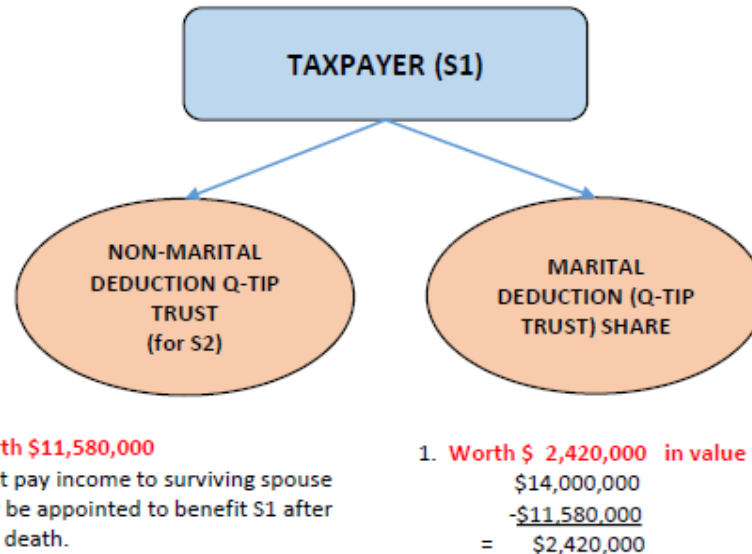 TAXPAYER (S1)
NON-MARITAL
DEDUCTION Q-TIP
TRUST
(for S2)
MARITAL
DEDUCTION (Q-TIP
TRUST) SHARE
$11,580,000
pay income to surviving spouse
be appointed to benefit S1 after
death.
1. Worth $ 2,420,000 in value
$14,000,000
-$11,580,000
= $2,420,000